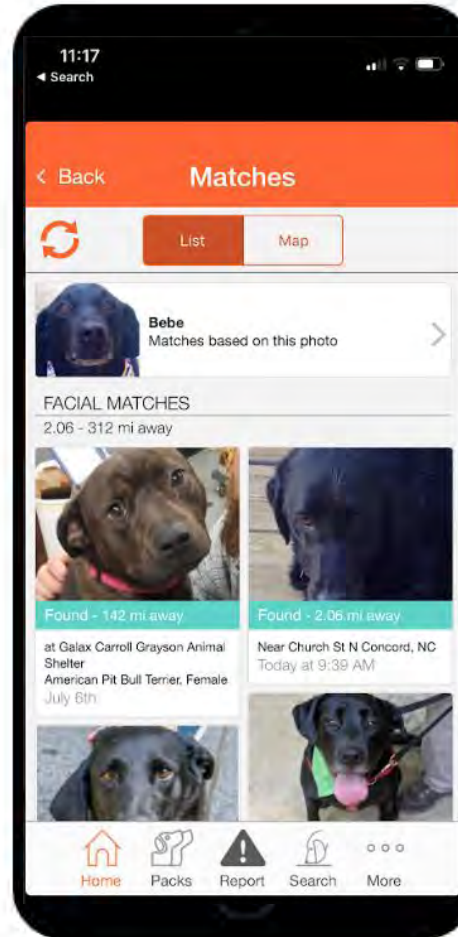 11:17
Search
Back
Matches
List
Map
Bebe
Matches based on this photo
FACIAL MATCHES
2.06 - 312 mi away
Found - 142 mi away
at Galax Carroll Grayson Animal
Shelter
American Pit Bull Terrier, Female
July 6th
Found - 2.06 mi away
Near Church St N Concord, NC
Today at 9:39 AM
Home
Packs
Report
Search
More